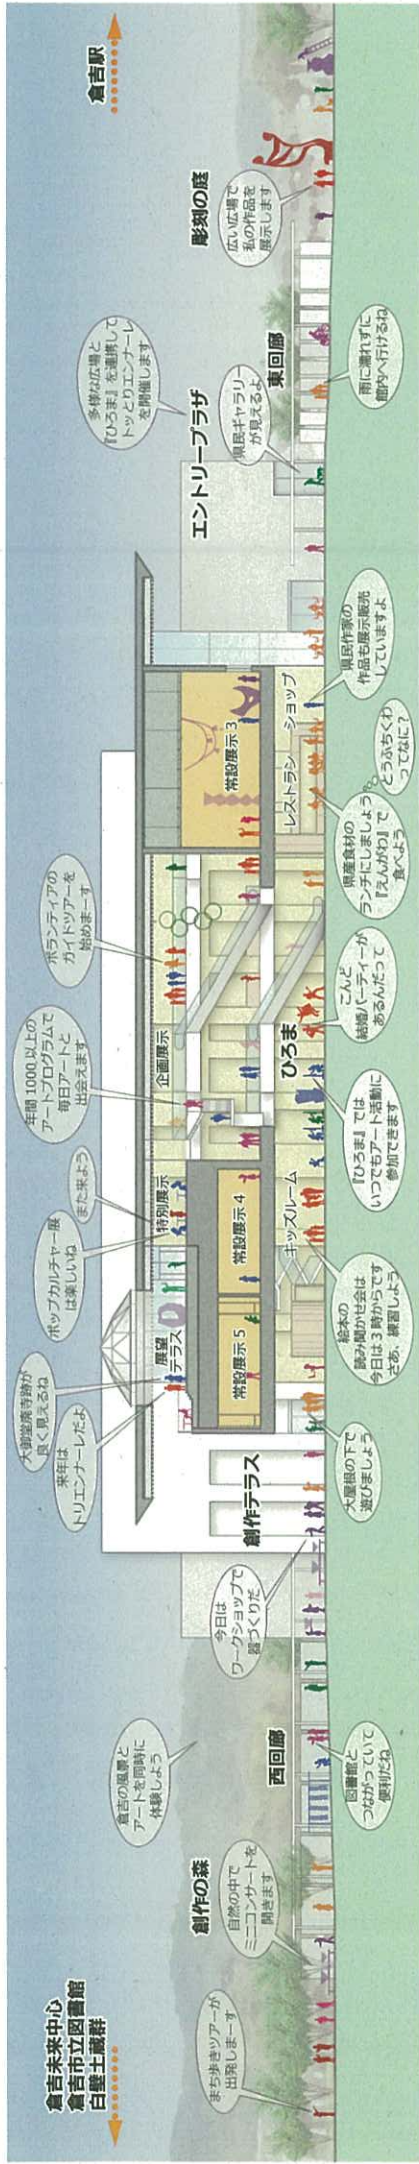 倉吉未来中心
倉吉市立図書館
白壁土蔵群
まち歩きツアーが
出発しまーす
創作の森
自然の中で
ミニコンサートを
開きます
倉吉の風景と
アートを同時に
体験しよう
西回廊
図書館と
つながっていて
便利だね
今日は
ワークショップで
器づくりだ
創作テラス
大屋根の下で
遊びましょう
来年は
トリエンナーレだよ
大御堂廃寺跡が
良く見えるね
展望
テラス
常設展示5
ポップカルチャー展
は楽しいね
また来よう
特別展示
常設展示4
キッズルーム
絵本の
読み聞かせ会は
今日は3時からです
さあ、練習しよう
年間1000以上の
アートプログラムで
毎日アートと
出会えます
企画展示
ボランティアの
ガイドツアーを
始めまーす
ひろま
『ひろま』では
いつでもアート活動に
参加できます
こんど
結婚パーティーが
あるんだって
常設展示3
レストラン
ショップ
県産食材の
ランチにしましょう
『えんがわ』で
食べよう
とうふちくわ
ってなに?
県民作家の
作品も展示販売
していますよ
エントリープラザ
多様な広場と
『ひろま』を連携して
トッとりエンナーレ
を開催します
県民ギャラリー
が見えるよ
東回廊
雨に濡れずに
館内へ行けるね
彫刻の庭
広い広場で
私の作品を
展示します
倉吉駅